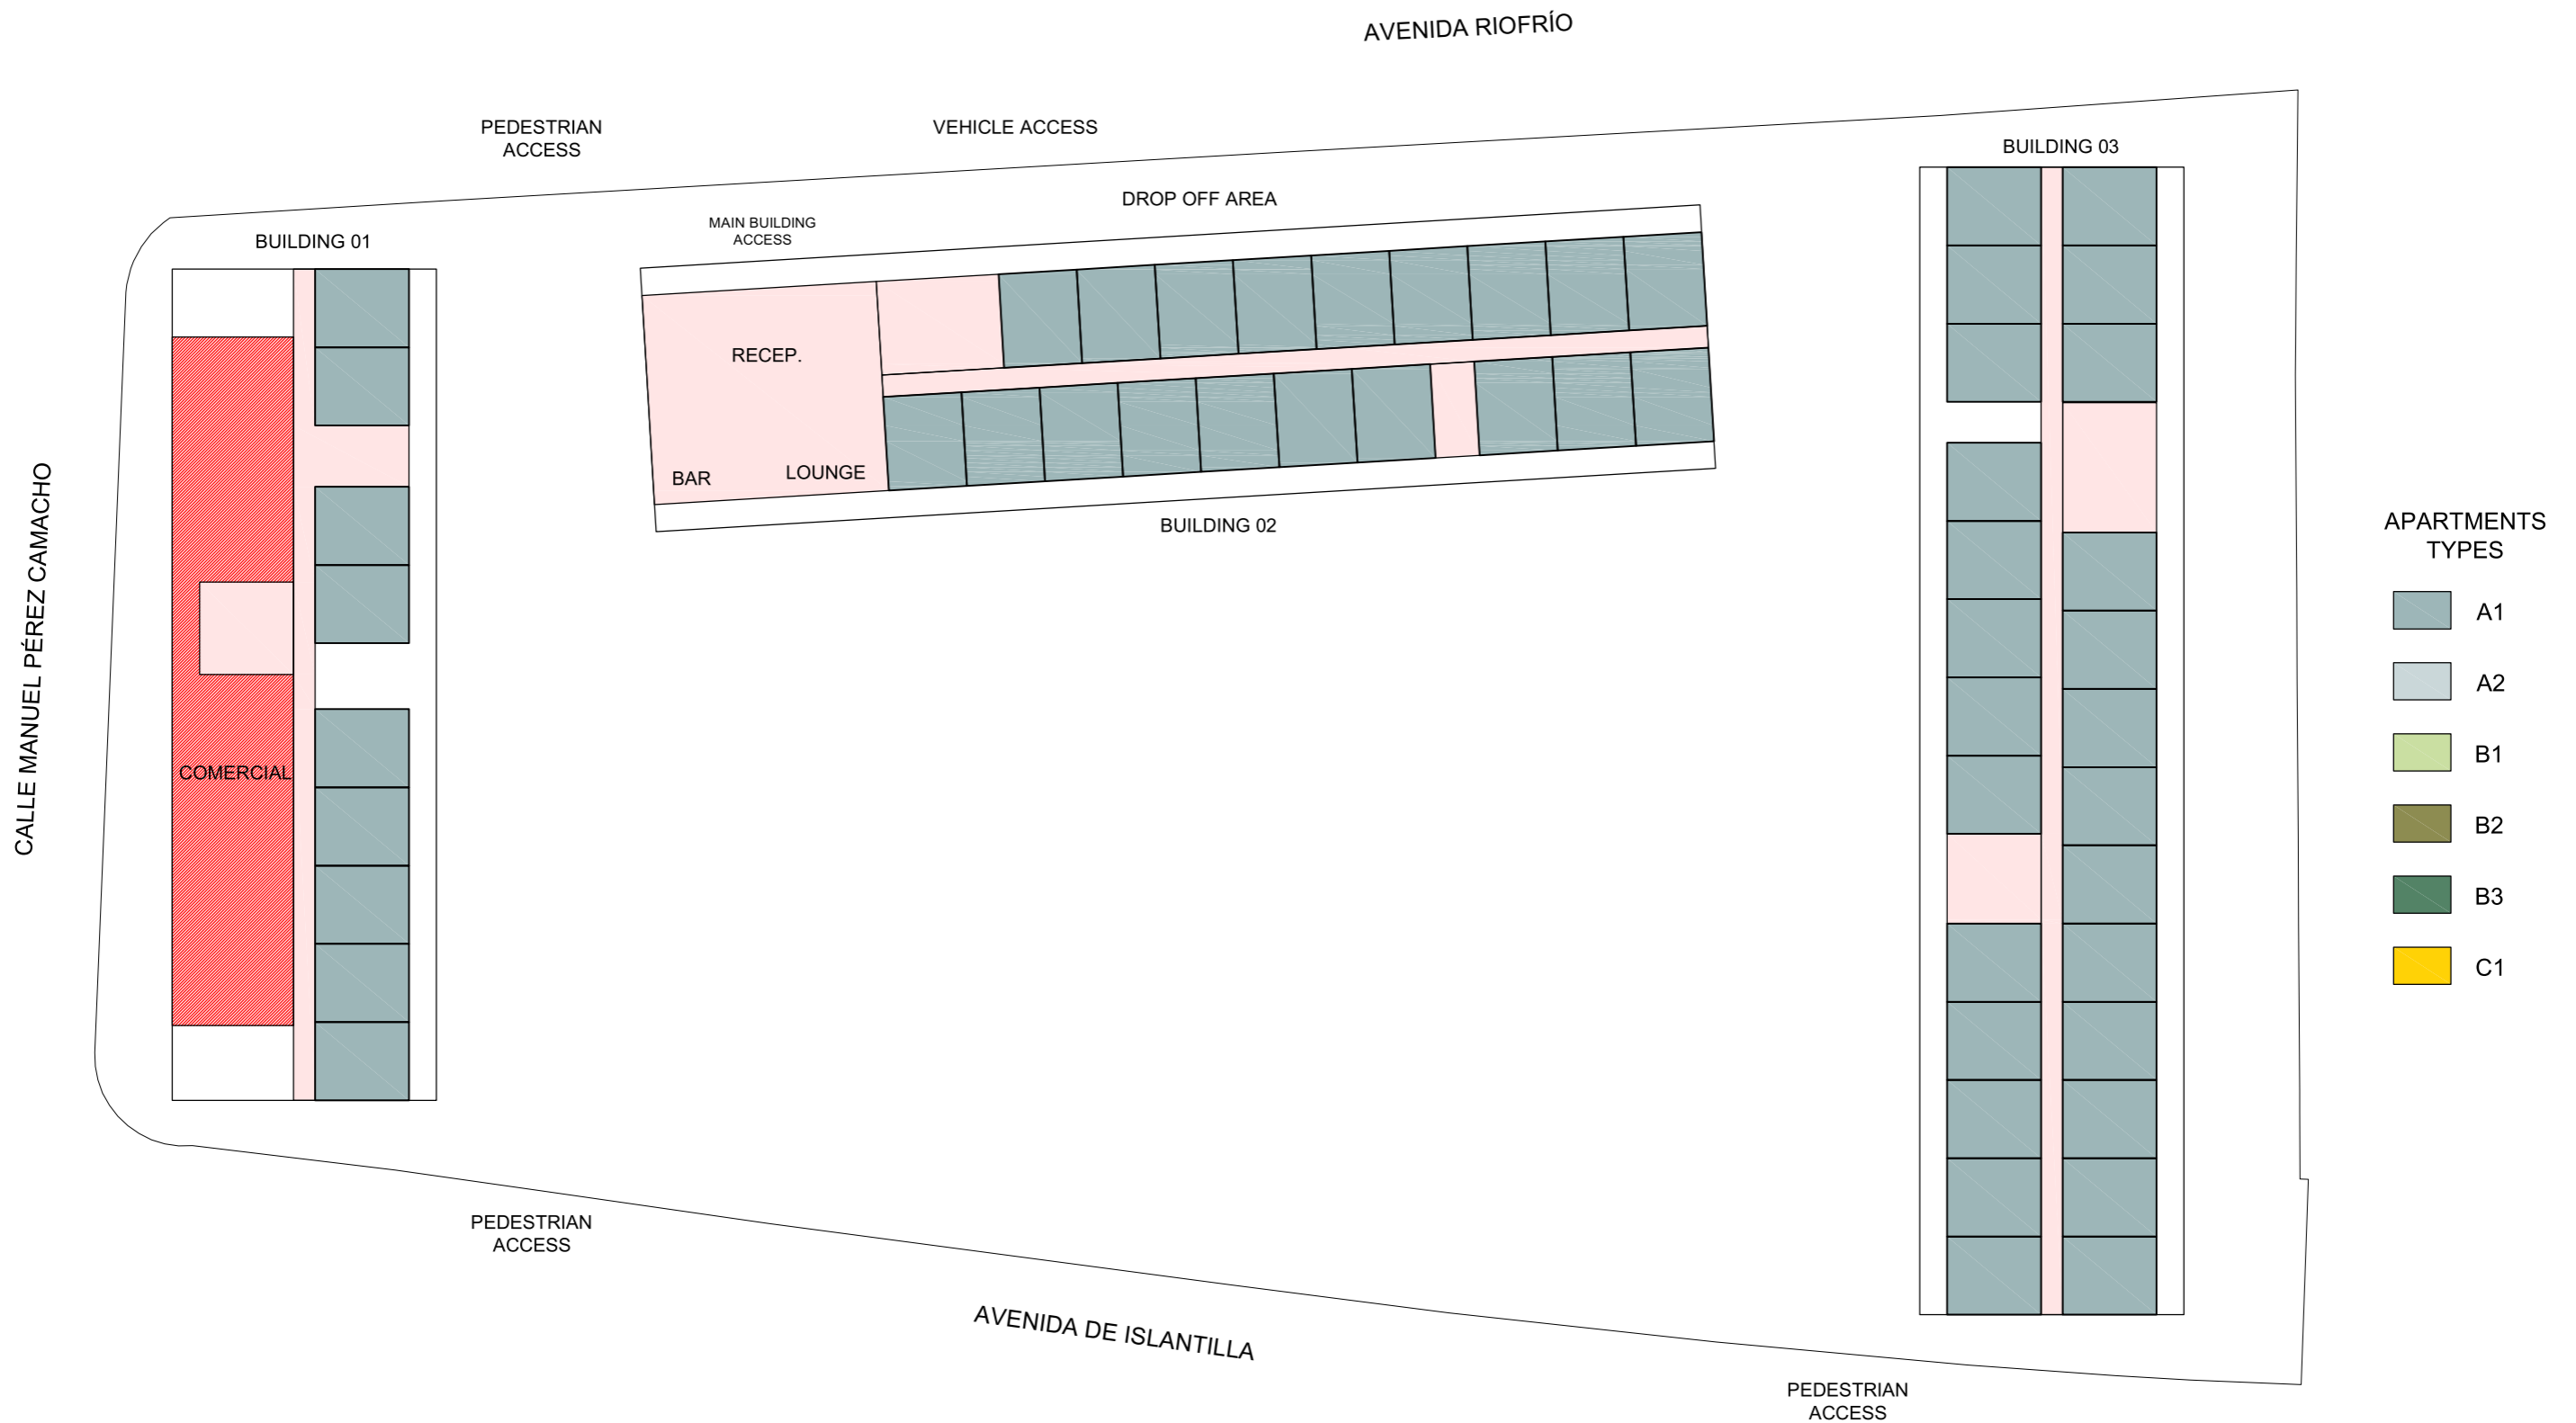 AVENIDA RIOFRÍO
PEDESTRIAN
ACCESS
VEHICLE ACCESS
BUILDING 03
DROP OFF AREA
MAIN BUILDING
ACCESS
BUILDING 01
RECEP.
BAR
LOUNGE
BUILDING 02
CALLE MANUEL PÉREZ CAMACHO
COMERCIAL
APARTMENTS
TYPES
A1
A2
B1
B2
B3
C1
PEDESTRIAN
ACCESS
AVENIDA DE ISLANTILLA
PEDESTRIAN
ACCESS